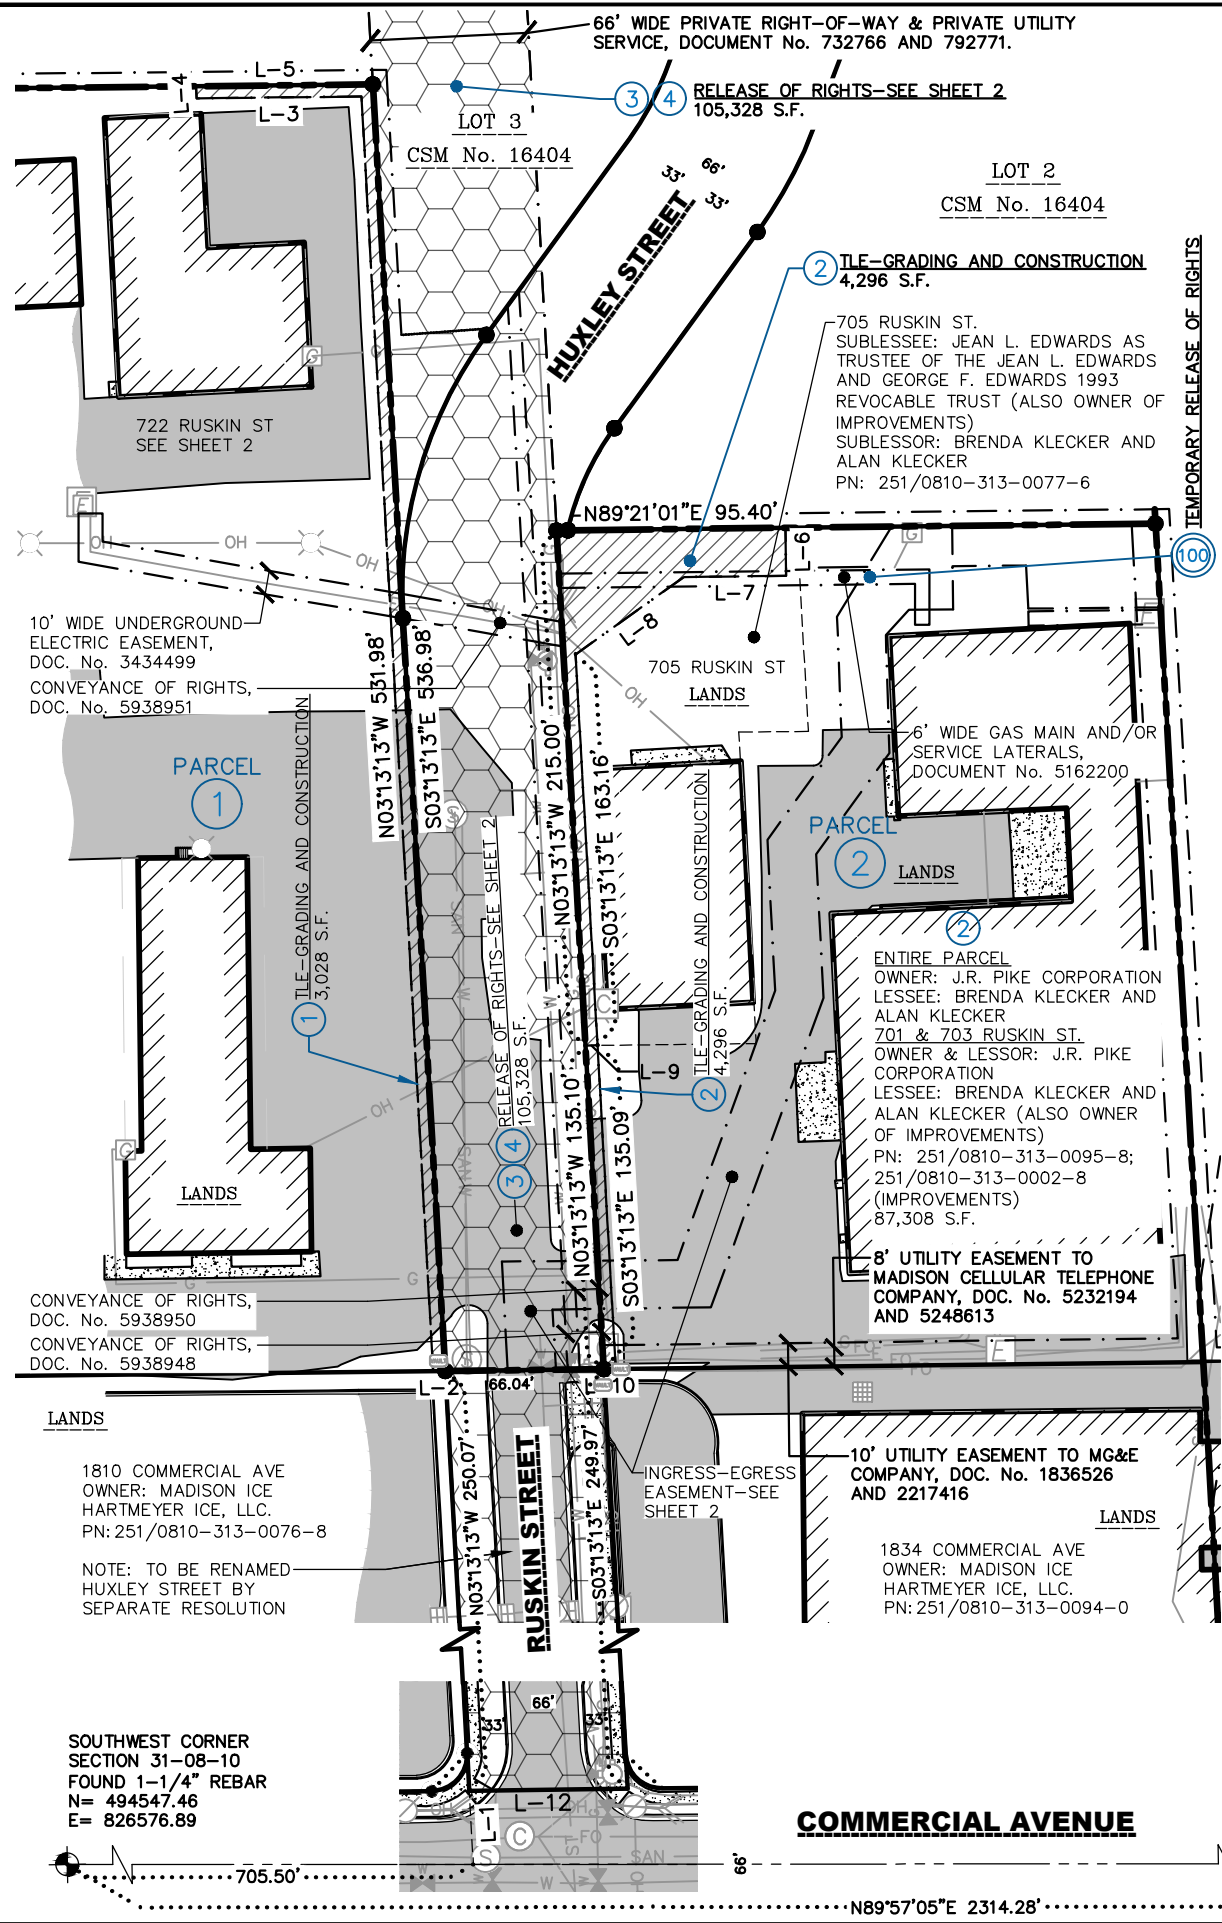 66' WIDE PRIVATE RIGHT-OF-WAY & PRIVATE UTILITY
SERVICE, DOCUMENT No. 732766 AND 792771.
L-5
L-4
L-3
3 4 RELEASE OF RIGHTS-SEE SHEET 2
105,328 S.F.
LOT 3
CSM No. 16404
33'
66'
33'
LOT 2
CSM No. 16404
HUXLEY STREET
2 TLE-GRADING AND CONSTRUCTION
4,296 S.F.
TEMPORARY RELEASE OF RIGHTS
100
705 RUSKIN ST.
SUBLESSEE: JEAN L. EDWARDS AS
TRUSTEE OF THE JEAN L. EDWARDS
AND GEORGE F. EDWARDS 1993
REVOCABLE TRUST (ALSO OWNER OF
IMPROVEMENTS)
SUBLESSOR: BRENDA KLECKER AND
ALAN KLECKER
PN: 251/0810-313-0077-6
G
G
722 RUSKIN ST
SEE SHEET 2
E
OH
OH
OH
OH
OH
N89°21'01"E 95.40'
G
L-6
L-7
L-8
E
10' WIDE UNDERGROUND
ELECTRIC EASEMENT,
DOC. No. 3434499
CONVEYANCE OF RIGHTS,
DOC. No. 5938951
N03°13'13"W 531.98'
S03°13'13"E 536.98'
N03°13'13"W 215.00'
S03°13'13"E 163.16'
705 RUSKIN ST
LANDS
6' WIDE GAS MAIN AND/OR
SERVICE LATERALS,
DOCUMENT No. 5162200
PARCEL
1
1 TLE-GRADING AND CONSTRUCTION
3,028 S.F.
3 4 RELEASE OF RIGHTS-SEE SHEET 2
105,328 S.F.
2 TLE-GRADING AND CONSTRUCTION
4,296 S.F.
PARCEL
2
LANDS
2
ENTIRE PARCEL
OWNER: J.R. PIKE CORPORATION
LESSEE: BRENDA KLECKER AND
ALAN KLECKER
701 & 703 RUSKIN ST.
OWNER & LESSOR: J.R. PIKE
CORPORATION
LESSEE: BRENDA KLECKER AND
ALAN KLECKER (ALSO OWNER
OF IMPROVEMENTS)
PN: 251/0810-313-0095-8;
251/0810-313-0002-8
(IMPROVEMENTS)
87,308 S.F.
S
SAN
W
W
L-9
OH
G
SAN
N03°13'13"W 135.10'
S03°13'13"E 135.09'
LANDS
G
G
8' UTILITY EASEMENT TO
MADISON CELLULAR TELEPHONE
COMPANY, DOC. No. 5232194
AND 5248613
CONVEYANCE OF RIGHTS,
DOC. No. 5938950
CONVEYANCE OF RIGHTS,
DOC. No. 5938948
G
FO
E
FO
FO
E
L-2
66.04'
10
LANDS
1810 COMMERCIAL AVE
OWNER: MADISON ICE
HARTMEYER ICE, LLC.
PN: 251/0810-313-0076-8
NOTE: TO BE RENAMED
HUXLEY STREET BY
SEPARATE RESOLUTION
N03°13'13"W 250.07'
RUSKIN STREET
S03°13'13"E 249.97'
INGRESS-EGRESS
EASEMENT-SEE
SHEET 2
10' UTILITY EASEMENT TO MG&E
COMPANY, DOC. No. 1836526
AND 2217416
LANDS
1834 COMMERCIAL AVE
OWNER: MADISON ICE
HARTMEYER ICE, LLC.
PN: 251/0810-313-0094-0
66'
33'
33'
SOUTHWEST CORNER
SECTION 31-08-10
FOUND 1-1/4" REBAR
N= 494547.46
E= 826576.89
L-12
L-1
OH
OH
C
FO
ST
S
SAN
W
W
W
COMMERCIAL AVENUE
705.50'
66'
N89°57'05"E 2314.28'